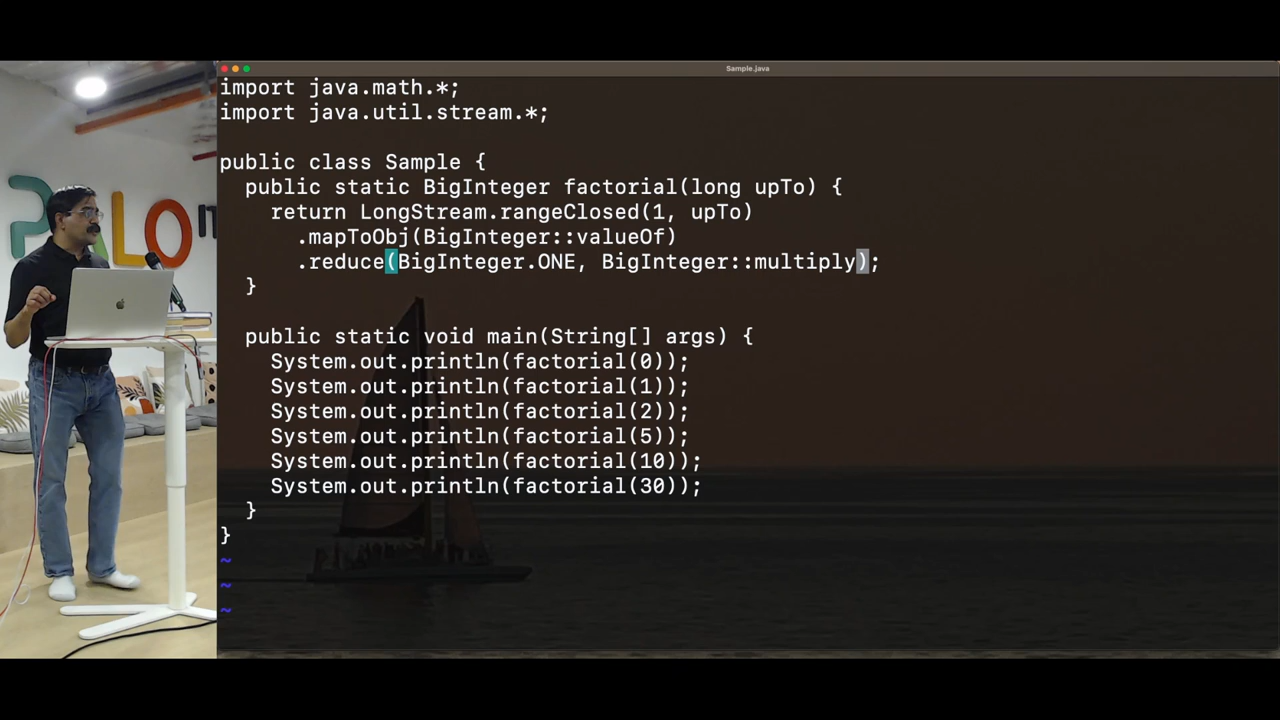 Sample.java
import java.math.*;
import java.util.stream.*;
public class Sample {
  public static BigInteger factorial(long upTo) {
    return LongStream.rangeClosed(1, upTo)
      .mapToObj(BigInteger::valueOf)
      .reduce(BigInteger.ONE, BigInteger::multiply);
  }
  public static void main(String[] args) {
    System.out.println(factorial(0));
    System.out.println(factorial(1));
    System.out.println(factorial(2));
    System.out.println(factorial(5));
    System.out.println(factorial(10));
    System.out.println(factorial(30));
  }
}
~
~
~